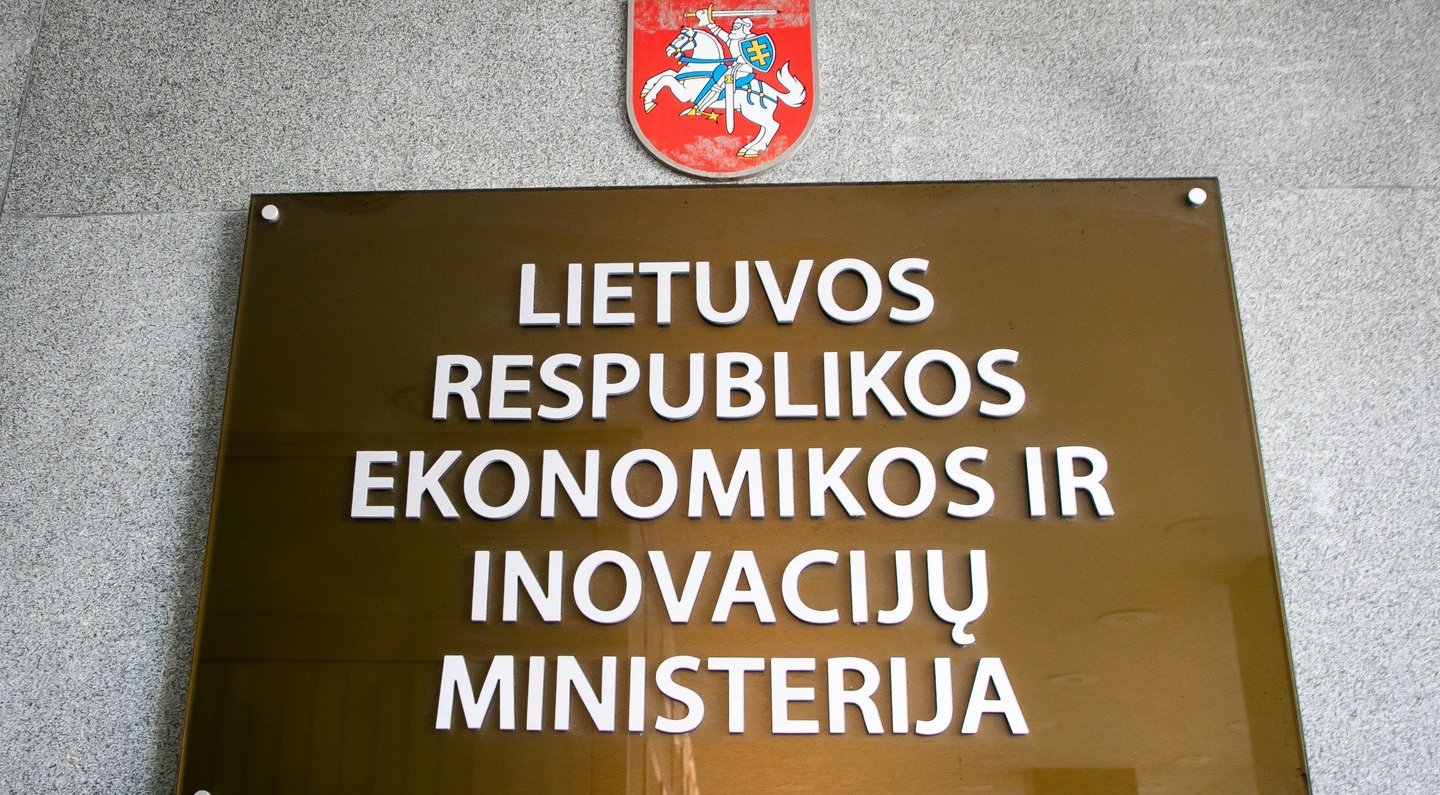 LIETUVOS
RESPUBLIKOS
EKONOMIKOS IR
INOVACIJŲ
MINISTERIJA